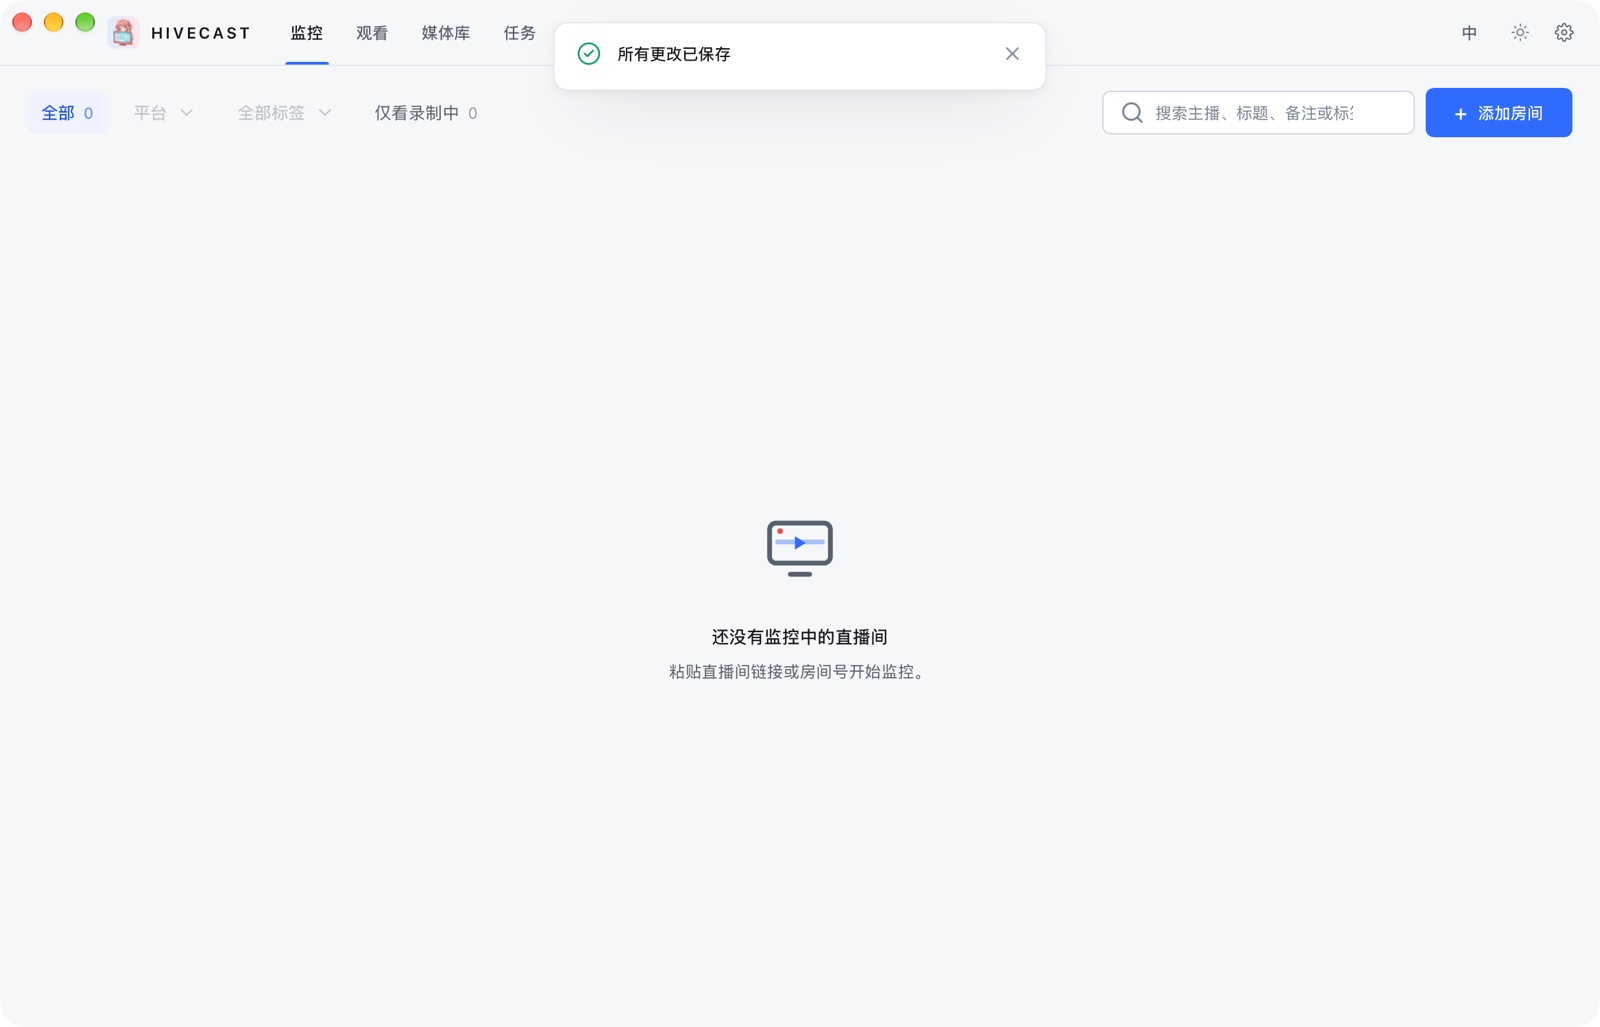 HIVECAST 监控 观看 媒体库 任务
所有更改已保存
中
全部 0 平台 全部标签 仅看录制中 0
搜索主播、标题、备注或标
+ 添加房间
还没有监控中的直播间
粘贴直播间链接或房间号开始监控。